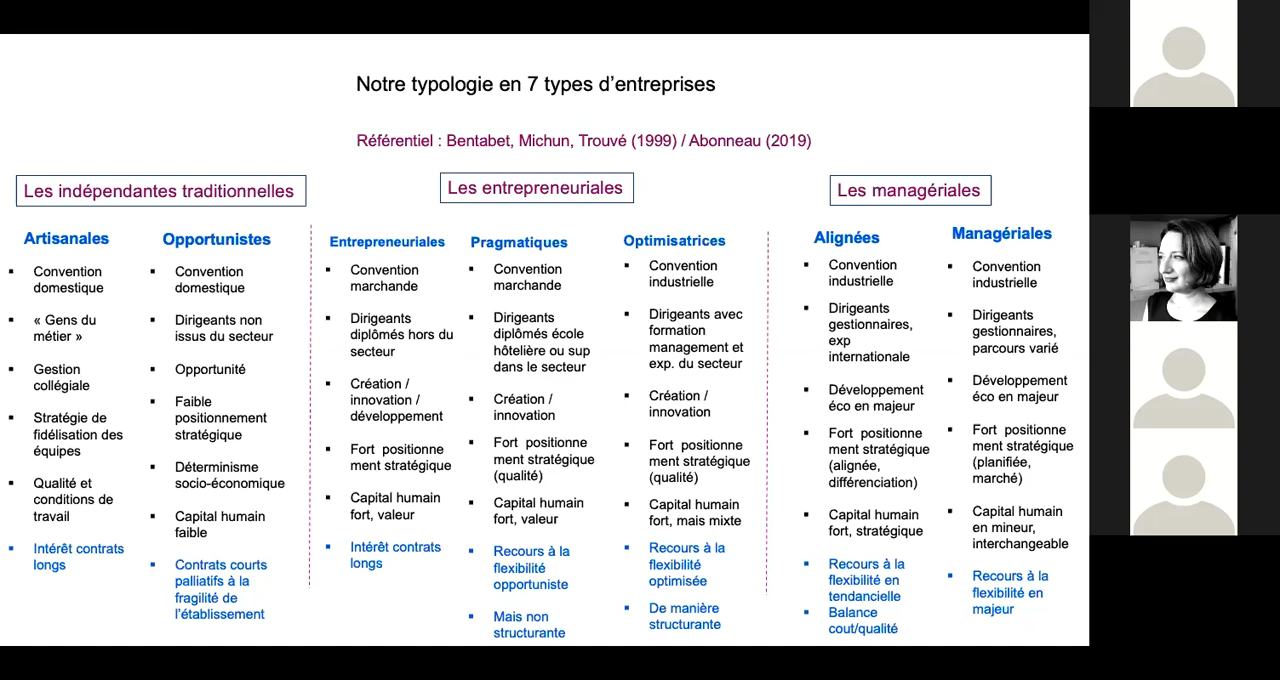 Notre typologie en 7 types d’entreprises
Référentiel : Bentabet, Michun, Trouvé (1999) / Abonneau (2019)
Les indépendantes traditionnelles
Artisanales
▪ Convention
domestique
▪ « Gens du
métier »
▪ Gestion
collégiale
▪ Stratégie de
fidélisation des
équipes
▪ Qualité et
conditions de
travail
▪ Intérêt contrats
longs
Opportunistes
▪ Convention
domestique
▪ Dirigeants non
issus du secteur
▪ Opportunité
▪ Faible
positionnement
stratégique
▪ Déterminisme
socio-économique
▪ Capital humain
faible
▪ Contrats courts
palliatifs à la
fragilité de
l’établissement
Les entrepreneuriales
Entrepreneuriales
▪ Convention
marchande
▪ Dirigeants
diplômés hors du
secteur
▪ Création /
innovation /
développement
▪ Fort positionne
ment stratégique
▪ Capital humain
fort, valeur
▪ Intérêt contrats
longs
Pragmatiques
▪ Convention
marchande
▪ Dirigeants
diplômés école
hôtelière ou sup
dans le secteur
▪ Création /
innovation
▪ Fort positionne
ment stratégique
(qualité)
▪ Capital humain
fort, valeur
▪ Recours à la
flexibilité
opportuniste
▪ Mais non
structurante
Optimisatrices
▪ Convention
industrielle
▪ Dirigeants avec
formation
management et
exp. du secteur
▪ Création /
innovation
▪ Fort positionne
ment stratégique
(qualité)
▪ Capital humain
fort, mais mixte
▪ Recours à la
flexibilité
optimisée
▪ De manière
structurante
Les managériales
Alignées
▪ Convention
industrielle
▪ Dirigeants
gestionnaires,
exp
internationale
▪ Développement
éco en majeur
▪ Fort positionne
ment stratégique
(alignée,
différenciation)
▪ Capital humain
fort, stratégique
▪ Recours à la
flexibilité en
tendancielle
▪ Balance
cout/qualité
Managériales
▪ Convention
industrielle
▪ Dirigeants
gestionnaires,
parcours varié
▪ Développement
éco en majeur
▪ Fort positionne
ment stratégique
(planifiée,
marché)
▪ Capital humain
en mineur,
interchangeable
▪ Recours à la
flexibilité en
majeur